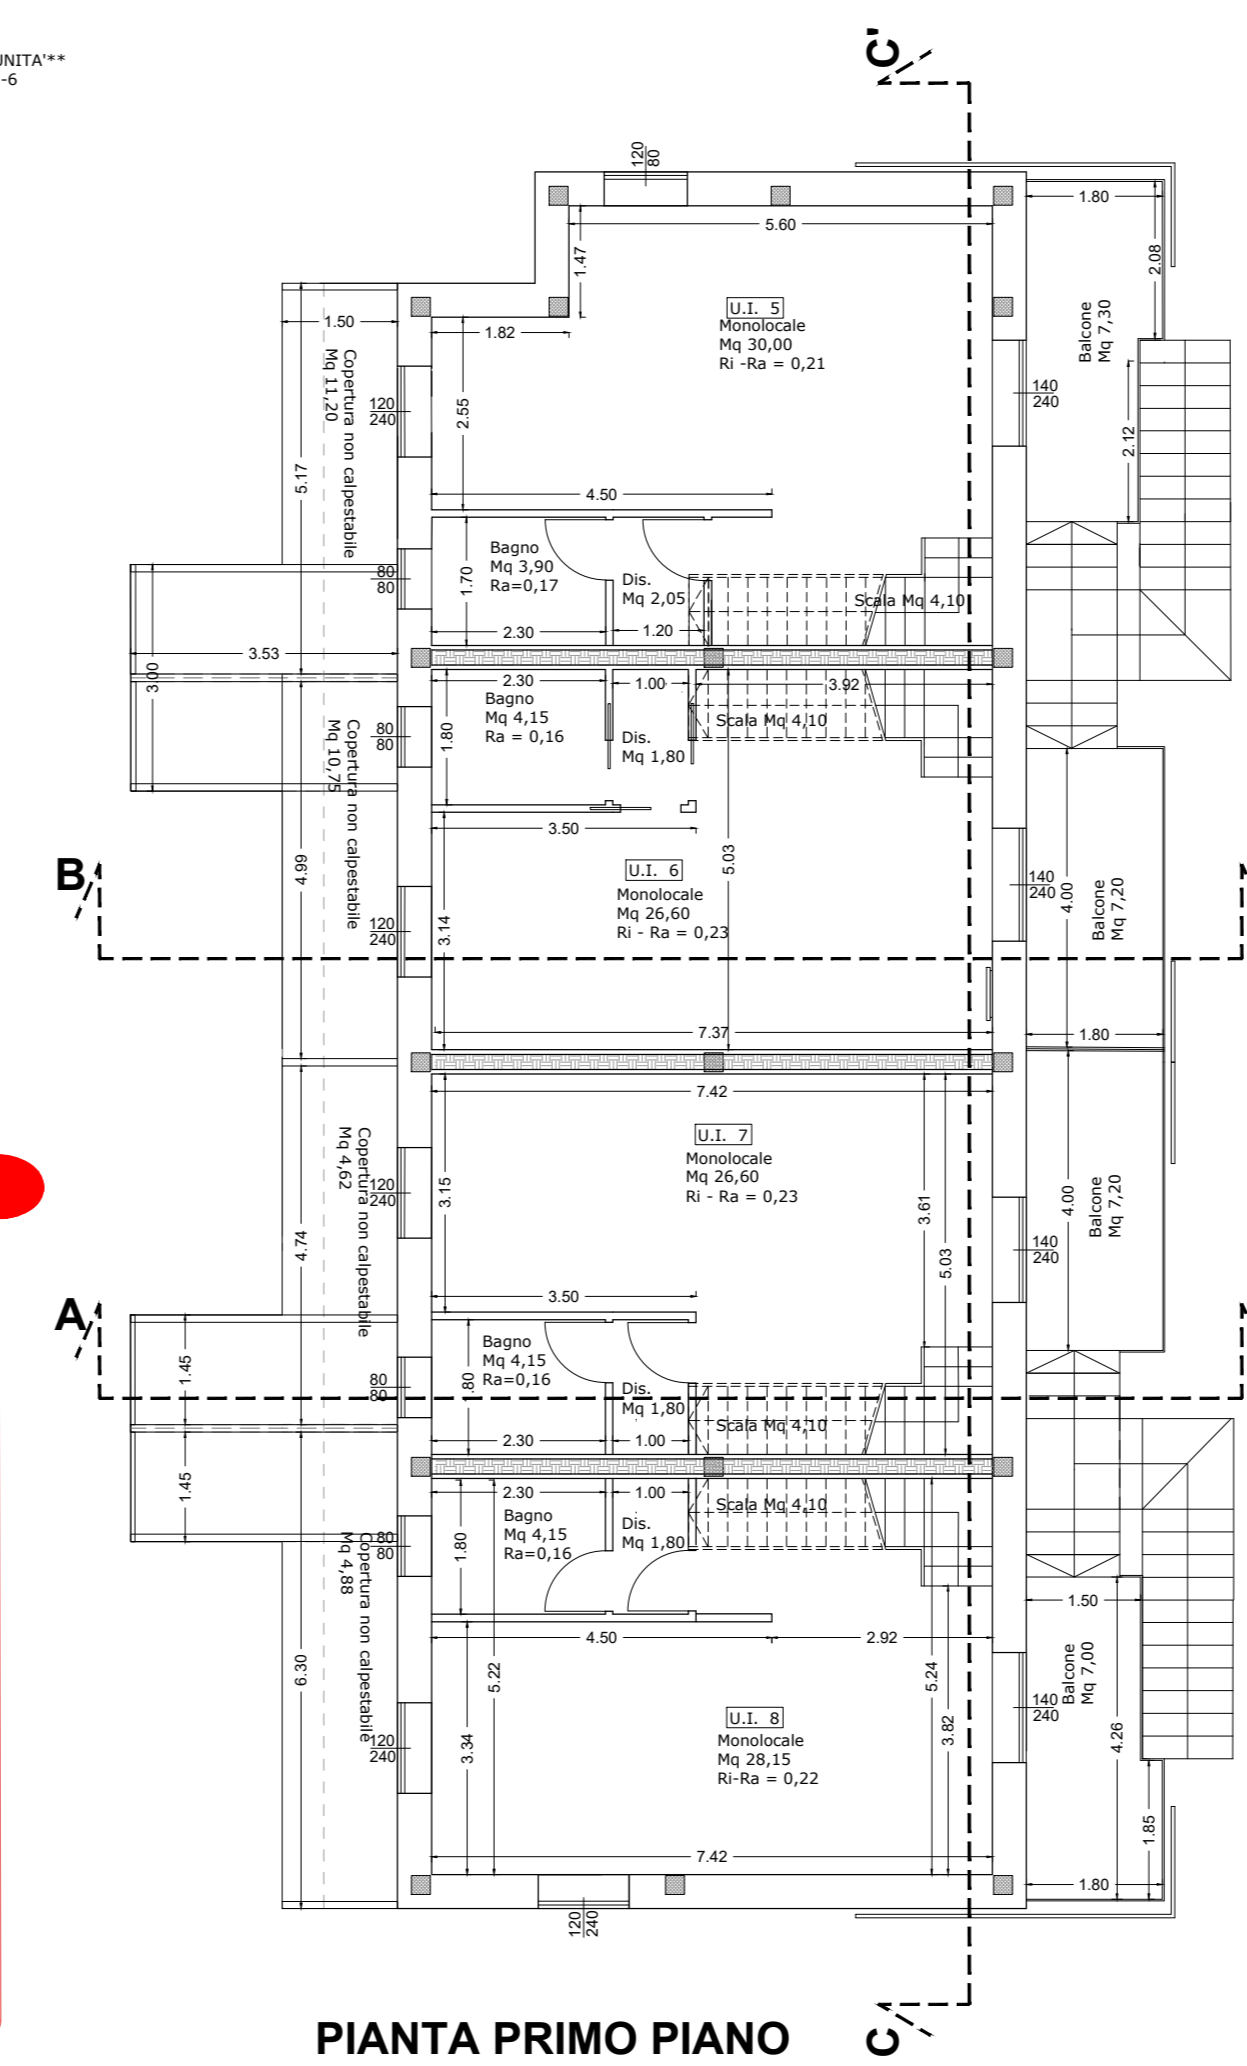 UNITA'**
-6
C'
120
80
1.80
5.60
1.47
2.08
U.I. 5
Monolocale
Mq 30,00
Ri -Ra = 0,21
Balcone
Mq 7,30
1.50
1.82
Copertura non calpestabile
Mq 11,20
120
240
140
240
2.55
2.12
5.17
4.50
Bagno
Mq 3,90
Ra=0,17
80
80
1.70
Dis.
Mq 2,05
Scala Mq 4,10
2.30
1.20
3.53
3.00
2.30
1.00
3.92
Bagno
Mq 4,15
Ra = 0,16
Scala Mq 4,10
80
80
1.80
Dis.
Mq 1,80
Copertura non calpestabile
Mq 10,75
3.50
5.03
4.99
B
U.I. 6
Monolocale
Mq 26,60
Ri - Ra = 0,23
140
240
4.00
Balcone
Mq 7,20
120
240
3.14
7.37
1.80
7.42
U.I. 7
Monolocale
Mq 26,60
Ri - Ra = 0,23
Copertura non calpestabile
Mq 4,62
120
240
3.15
3.61
4.00
Balcone
Mq 7,20
4.74
140
240
5.03
3.50
A
Bagno
Mq 4,15
Ra=0,16
1.45
80
80
.80
Dis.
Mq 1,80
Scala Mq 4,10
2.30
1.00
1.45
2.30
1.00
Scala Mq 4,10
Bagno
Mq 4,15
Ra=0,16
Dis.
Mq 1,80
80
80
1.80
Copertura non calpestabile
Mq 4,88
1.50
4.50
2.92
6.30
5.22
5.24
Balcone
Mq 7,00
U.I. 8
Monolocale
Mq 28,15
Ri-Ra = 0,22
140
240
120
240
3.34
3.82
4.26
1.85
7.42
1.80
120
240
PIANTA PRIMO PIANO
C